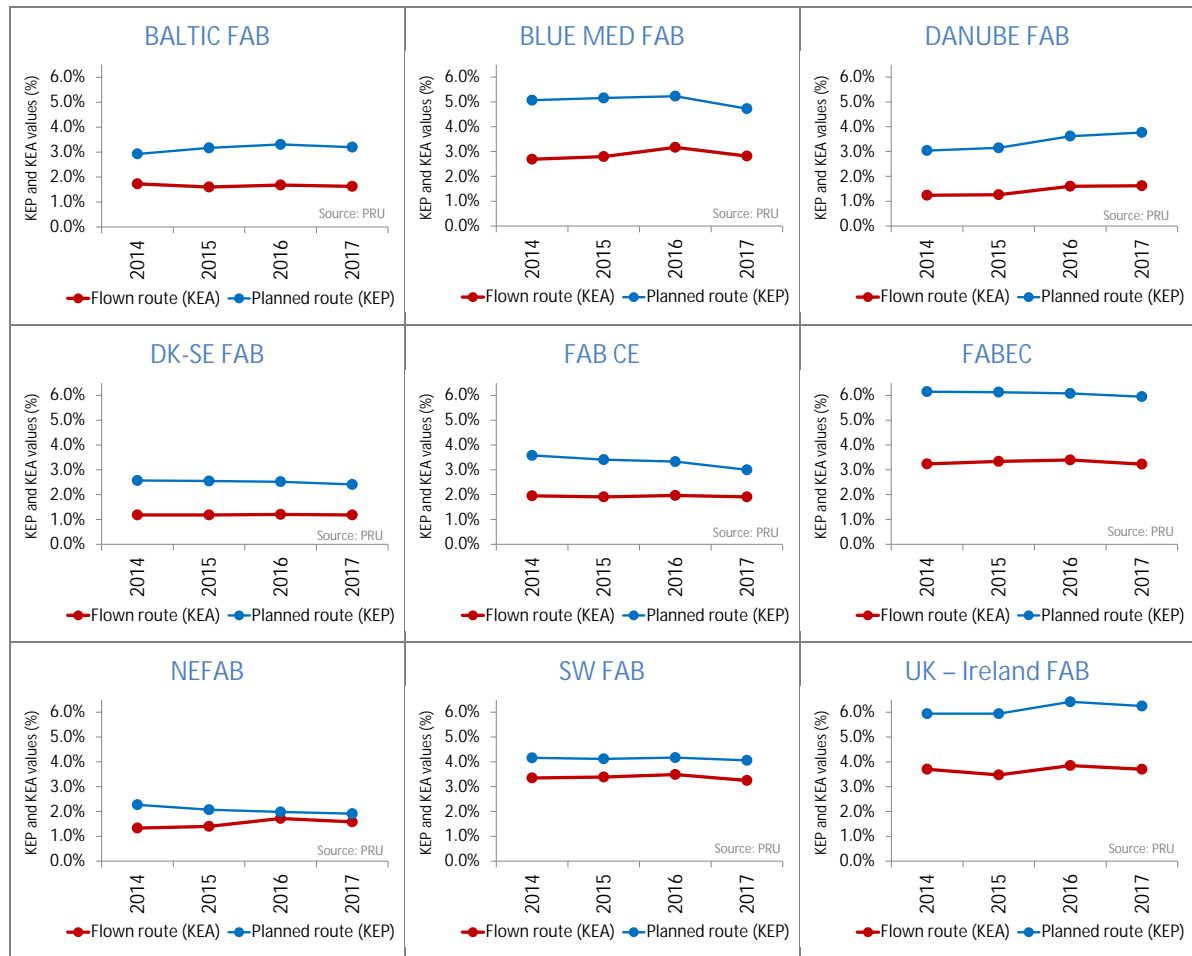 BALTIC FAB
KEP and KEA values (%)
6.0%
5.0%
4.0%
3.0%
2.0%
1.0%
0.0%
Source: PRU
2014
2015
2016
2017
Flown route (KEA)
Planned route (KEP)
BLUE MED FAB
KEP and KEA values (%)
6.0%
5.0%
4.0%
3.0%
2.0%
1.0%
0.0%
Source: PRU
2014
2015
2016
2017
Flown route (KEA)
Planned route (KEP)
DANUBE FAB
KEP and KEA values (%)
6.0%
5.0%
4.0%
3.0%
2.0%
1.0%
0.0%
Source: PRU
2014
2015
2016
2017
Flown route (KEA)
Planned route (KEP)
DK-SE FAB
KEP and KEA values (%)
6.0%
5.0%
4.0%
3.0%
2.0%
1.0%
0.0%
Source: PRU
2014
2015
2016
2017
Flown route (KEA)
Planned route (KEP)
FAB CE
KEP and KEA values (%)
6.0%
5.0%
4.0%
3.0%
2.0%
1.0%
0.0%
Source: PRU
2014
2015
2016
2017
Flown route (KEA)
Planned route (KEP)
FABEC
KEP and KEA values (%)
6.0%
5.0%
4.0%
3.0%
2.0%
1.0%
0.0%
Source: PRU
2014
2015
2016
2017
Flown route (KEA)
Planned route (KEP)
NEFAB
KEP and KEA values (%)
6.0%
5.0%
4.0%
3.0%
2.0%
1.0%
0.0%
Source: PRU
2014
2015
2016
2017
Flown route (KEA)
Planned route (KEP)
SW FAB
KEP and KEA values (%)
6.0%
5.0%
4.0%
3.0%
2.0%
1.0%
0.0%
Source: PRU
2014
2015
2016
2017
Flown route (KEA)
Planned route (KEP)
UK – Ireland FAB
KEP and KEA values (%)
6.0%
5.0%
4.0%
3.0%
2.0%
1.0%
0.0%
Source: PRU
2014
2015
2016
2017
Flown route (KEA)
Planned route (KEP)